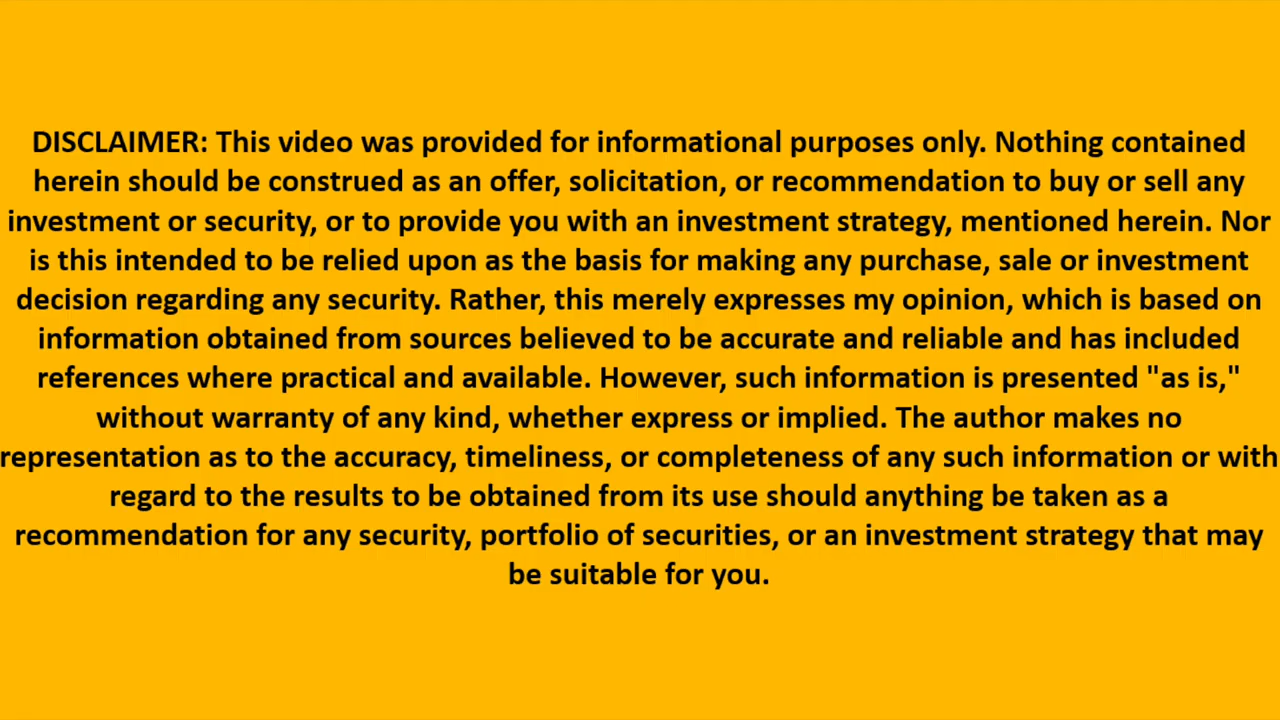 DISCLAIMER: This video was provided for informational purposes only. Nothing contained
herein should be construed as an offer, solicitation, or recommendation to buy or sell any
investment or security, or to provide you with an investment strategy, mentioned herein. Nor
is this intended to be relied upon as the basis for making any purchase, sale or investment
decision regarding any security. Rather, this merely expresses my opinion, which is based on
information obtained from sources believed to be accurate and reliable and has included
references where practical and available. However, such information is presented "as is,"
without warranty of any kind, whether express or implied. The author makes no
representation as to the accuracy, timeliness, or completeness of any such information or with
regard to the results to be obtained from its use should anything be taken as a
recommendation for any security, portfolio of securities, or an investment strategy that may
be suitable for you.